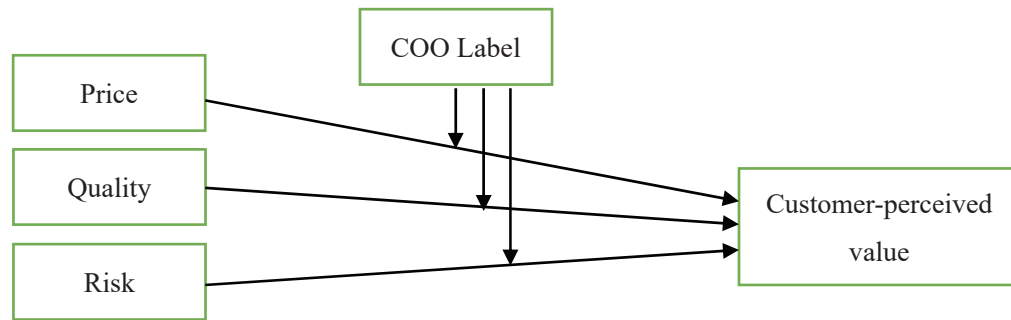 COO Label
Price
Quality
Risk
Customer-perceived
value